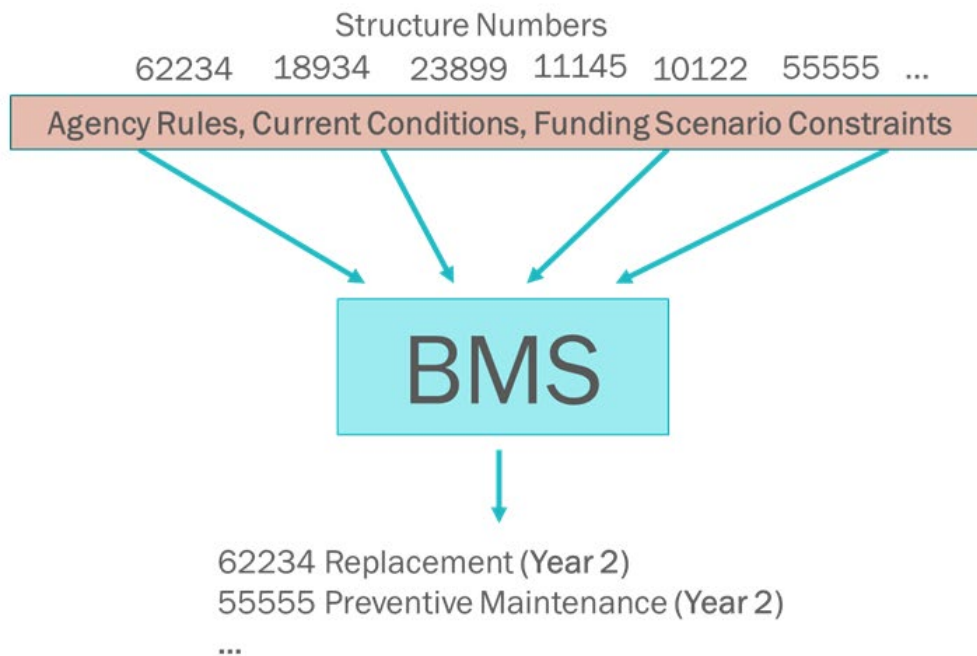 Structure Numbers
62234 18934 23899 11145 10122 55555 ...
Agency Rules, Current Conditions, Funding Scenario Constraints
BMS
62234 Replacement (Year 2)
55555 Preventive Maintenance (Year 2)
...